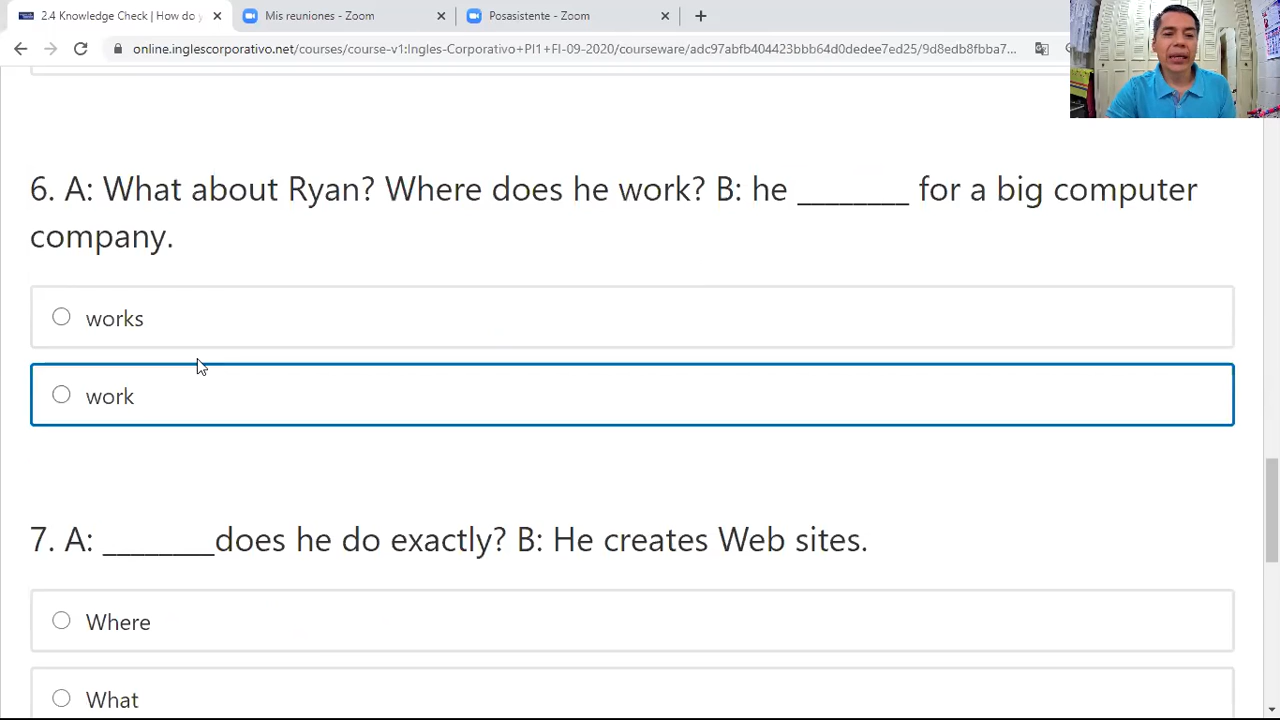 2.4 Knowledge Check | How do y
Mis reuniones - Zoom
Posasistente - Zoom
online.inglescorporativo.net/courses/course-v1:Ingles-Corporativo+PI1+FI-09-2020/courseware/adc97abfb404423bbb64d0dede8e7ed25/9d8edb8fbba7...
6. A: What about Ryan? Where does he work? B: he ________ for a big computer
company.
works
work
7. A: ________does he do exactly? B: He creates Web sites.
Where
What